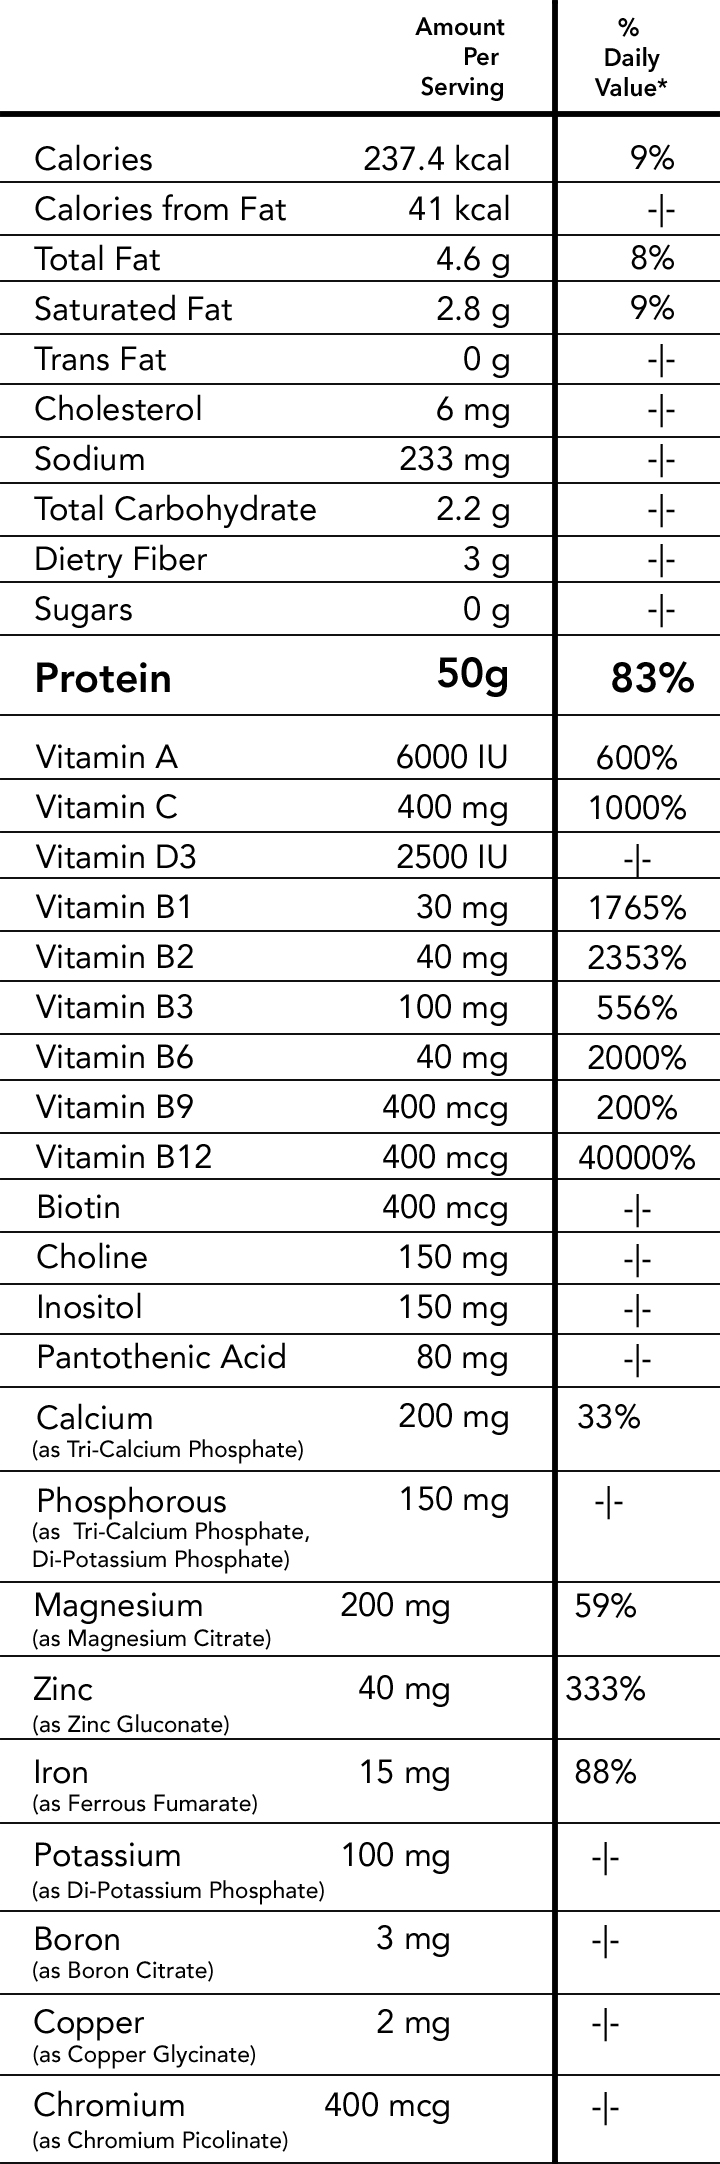 Amount
Per
Serving
%
Daily
Value*
Calories 237.4 kcal 9%
Calories from Fat 41 kcal -|-
Total Fat 4.6 g 8%
Saturated Fat 2.8 g 9%
Trans Fat 0 g -|-
Cholesterol 6 mg -|-
Sodium 233 mg -|-
Total Carbohydrate 2.2 g -|-
Dietry Fiber 3 g -|-
Sugars 0 g -|-
Protein 50g 83%
Vitamin A 6000 IU 600%
Vitamin C 400 mg 1000%
Vitamin D3 2500 IU -|-
Vitamin B1 30 mg 1765%
Vitamin B2 40 mg 2353%
Vitamin B3 100 mg 556%
Vitamin B6 40 mg 2000%
Vitamin B9 400 mcg 200%
Vitamin B12 400 mcg 40000%
Biotin 400 mcg -|-
Choline 150 mg -|-
Inositol 150 mg -|-
Pantothenic Acid 80 mg -|-
Calcium 200 mg 33%
(as Tri-Calcium Phosphate)
Phosphorous 150 mg -|-
(as Tri-Calcium Phosphate,
Di-Potassium Phosphate)
Magnesium 200 mg 59%
(as Magnesium Citrate)
Zinc 40 mg 333%
(as Zinc Gluconate)
Iron 15 mg 88%
(as Ferrous Fumarate)
Potassium 100 mg -|-
(as Di-Potassium Phosphate)
Boron 3 mg -|-
(as Boron Citrate)
Copper 2 mg -|-
(as Copper Glycinate)
Chromium 400 mcg -|-
(as Chromium Picolinate)